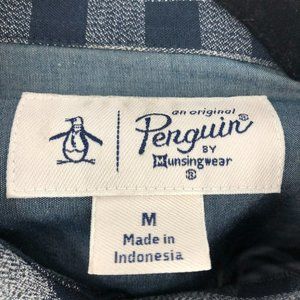 an original
Penguin®
BY
Munsingwear
®
M
Made in
Indonesia